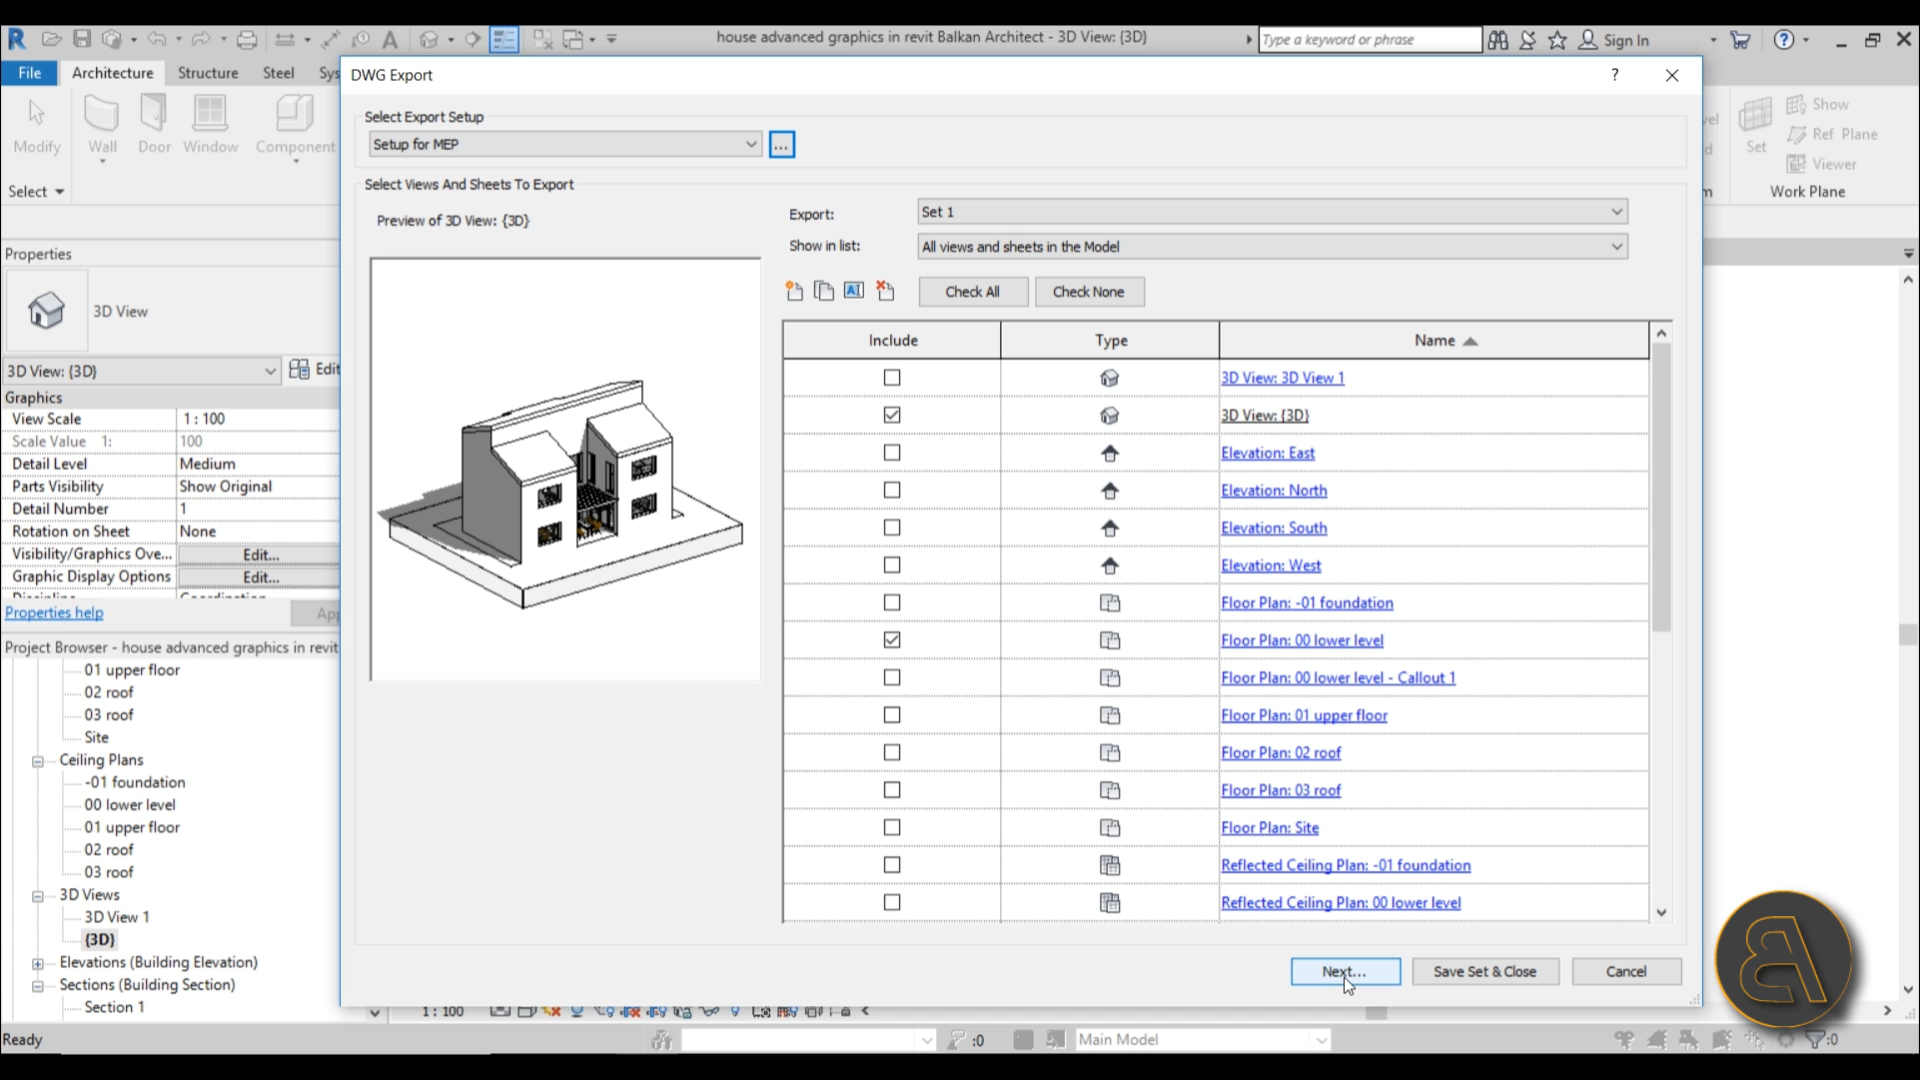 house advanced graphics in revit Balkan Architect - 3D View: {3D}
Type a keyword or phrase
Sign In
File
Architecture
Structure
Steel
DWG Export
?
Modify
Wall
Door
Window
Component
Select
Show
Ref Plane
Set
Viewer
Work Plane
Select Export Setup
Setup for MEP
...
Select Views And Sheets To Export
Preview of 3D View: {3D}
Export:
Set 1
Show in list:
All views and sheets in the Model
Check All
Check None
Include
Type
Name
3D View: 3D View 1
3D View: {3D}
Elevation: East
Elevation: North
Elevation: South
Elevation: West
Floor Plan: -01 foundation
Floor Plan: 00 lower level
Floor Plan: 00 lower level - Callout 1
Floor Plan: 01 upper floor
Floor Plan: 02 roof
Floor Plan: 03 roof
Floor Plan: Site
Reflected Ceiling Plan: -01 foundation
Reflected Ceiling Plan: 00 lower level
Next...
Save Set & Close
Cancel
Properties
3D View
3D View: {3D}
Edit
Graphics
View Scale 1 : 100
Scale Value 1: 100
Detail Level Medium
Parts Visibility Show Original
Detail Number 1
Rotation on Sheet None
Visibility/Graphics Ove... Edit...
Graphic Display Options Edit...
Properties help
Project Browser - house advanced graphics in revit
01 upper floor
02 roof
03 roof
Site
Ceiling Plans
-01 foundation
00 lower level
01 upper floor
02 roof
03 roof
3D Views
3D View 1
{3D}
Elevations (Building Elevation)
Sections (Building Section)
Section 1
1 : 100
Ready
:0
Main Model
:0